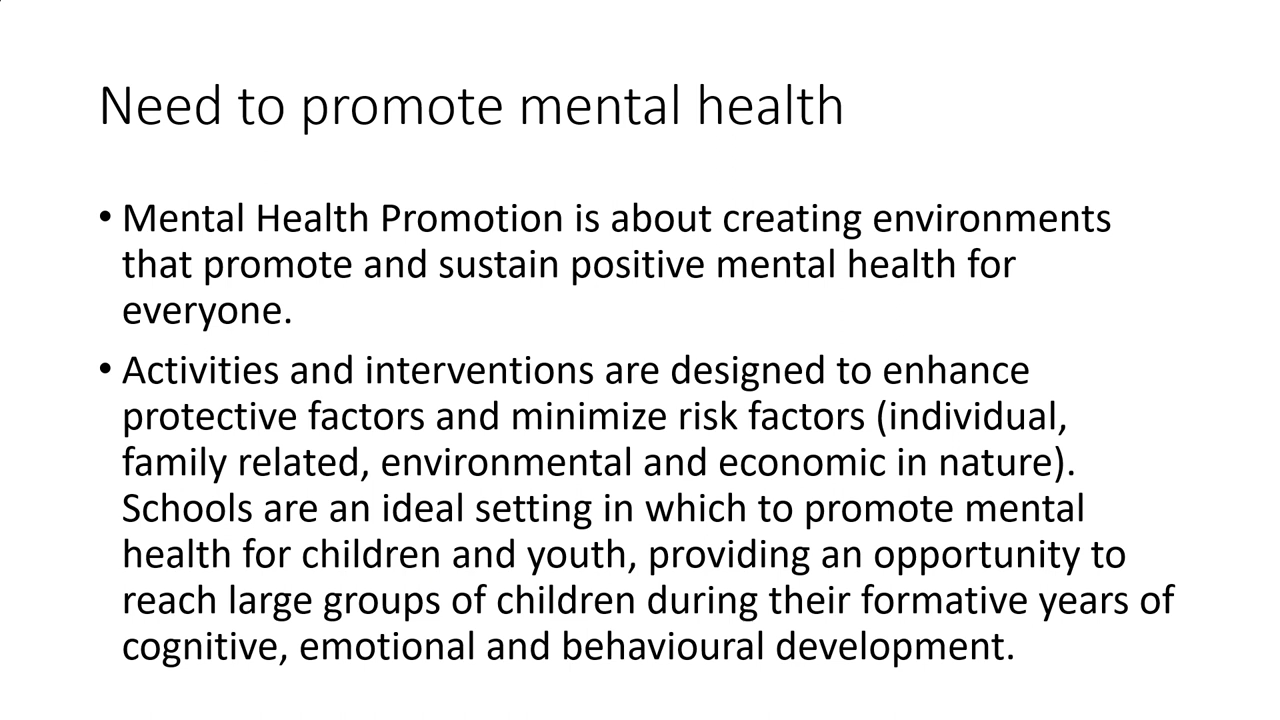 Need to promote mental health
• Mental Health Promotion is about creating environments
that promote and sustain positive mental health for
everyone.
• Activities and interventions are designed to enhance
protective factors and minimize risk factors (individual,
family related, environmental and economic in nature).
Schools are an ideal setting in which to promote mental
health for children and youth, providing an opportunity to
reach large groups of children during their formative years of
cognitive, emotional and behavioural development.